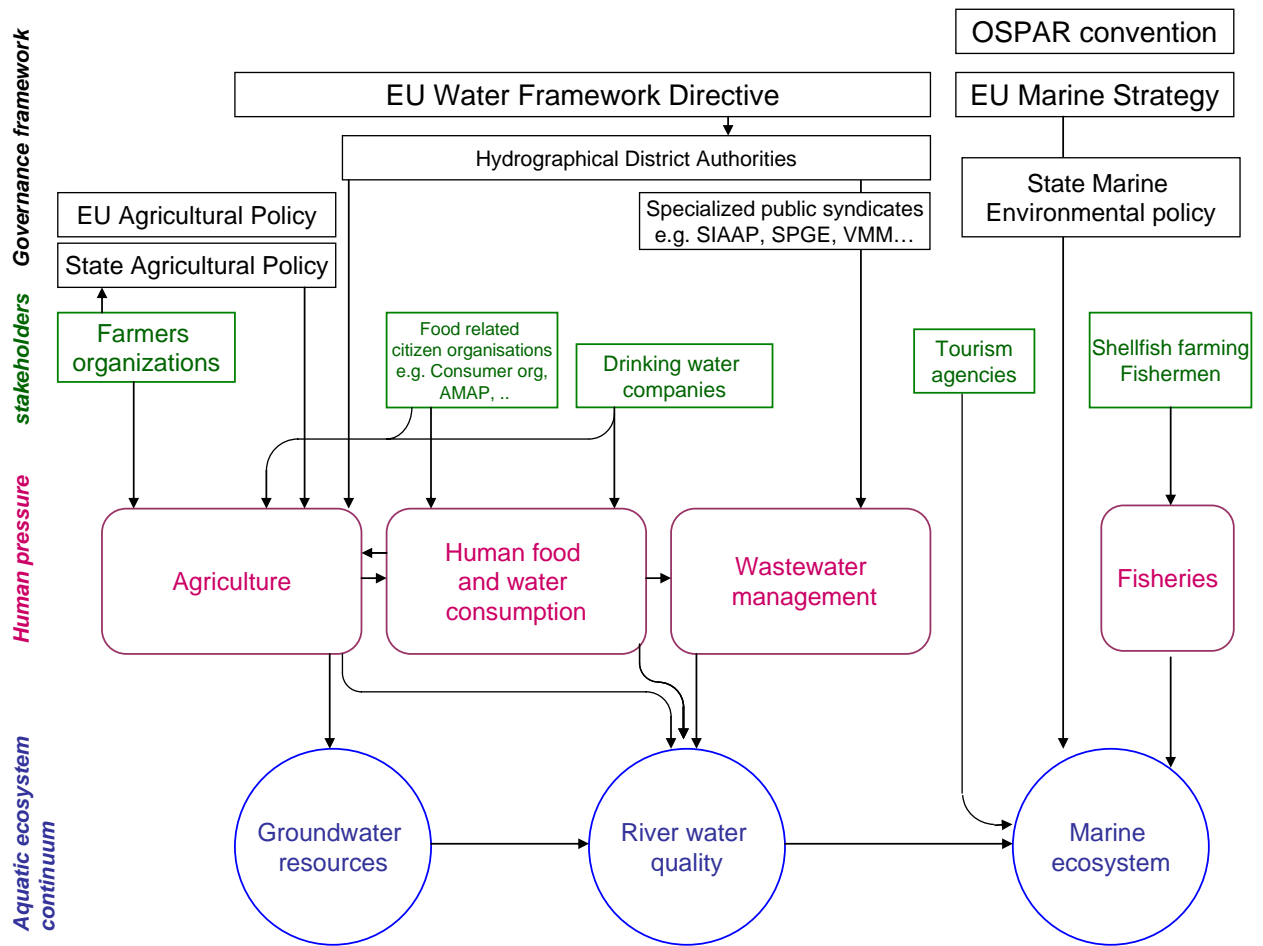 Governance framework
OSPAR convention
EU Water Framework Directive
EU Marine Strategy
Hydrographical District Authorities
State Marine
Environmental policy
EU Agricultural Policy
Specialized public syndicates
e.g. SIAAP, SPGE, VMM…
State Agricultural Policy
stakeholders
Farmers
organizations
Food related
citizen organisations
e.g. Consumer org,
AMAP, ..
Drinking water
companies
Tourism
agencies
Shellfish farming
Fishermen
Human pressure
Agriculture
Human food
and water
consumption
Wastewater
management
Fisheries
Aquatic ecosystem
continuum
Groundwater
resources
River water
quality
Marine
ecosystem